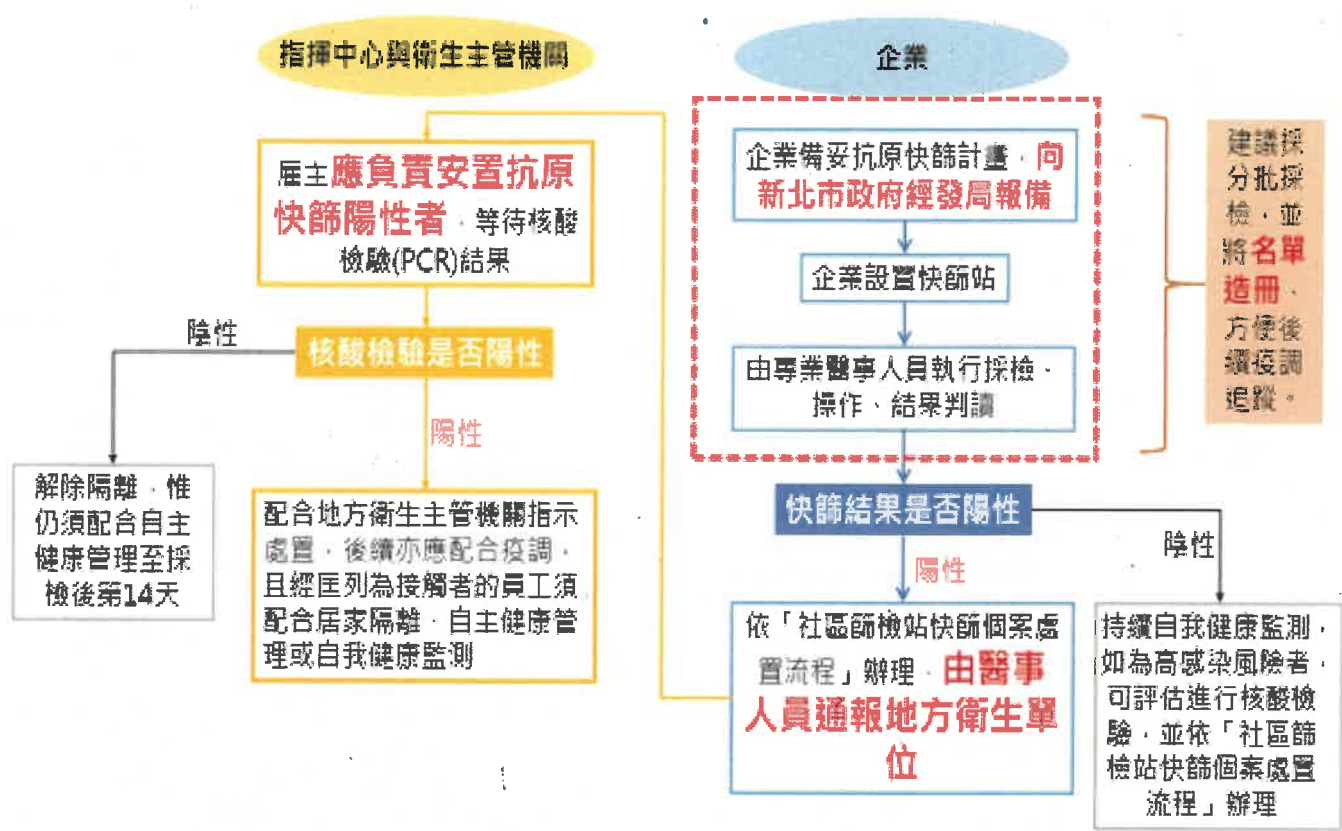 指揮中心與衛生主管機關
企業
雇主應負責安置抗原
快篩陽性者，等待核酸
檢驗(PCR)結果
核酸檢驗是否陽性
陰性
陽性
解除隔離，惟
仍須配合自主
健康管理至採
檢後第14天
配合地方衛生主管機關指示
處置，後續亦應配合疫調，
且經匡列為接觸者的員工須
配合居家隔離、自主健康管
理或自我健康監測
企業備妥抗原快篩計畫，向
新北市政府經發局報備
企業設置快篩站
由專業醫事人員執行採檢、
操作、結果判讀
建議採
分批採
檢，並
將名單
造冊，
方便後
續疫調
追蹤。
快篩結果是否陽性
陽性
陰性
依「社區篩檢站快篩個案處
置流程」辦理，由醫事
人員通報地方衛生單
位
持續自我健康監測，
如為高感染風險者，
可評估進行核酸檢
驗，並依「社區篩
檢站快篩個案處置
流程」辦理